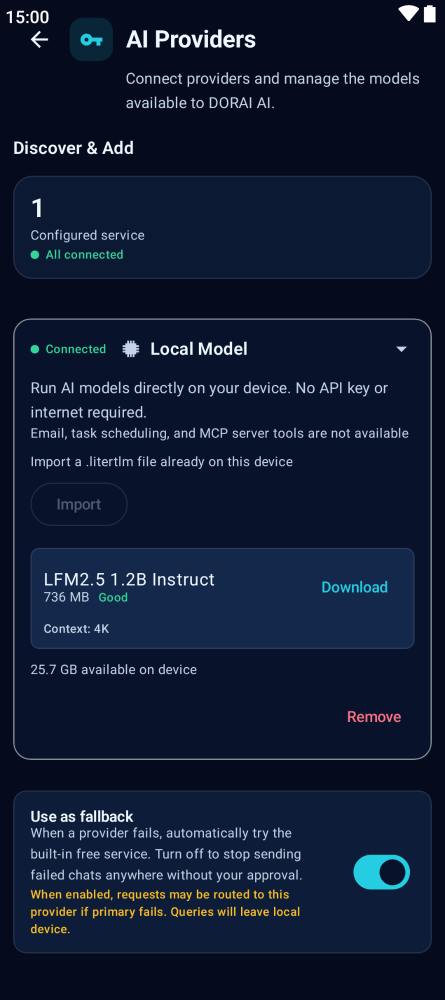 15:00
AI Providers
Connect providers and manage the models
available to DORAI AI.
Discover & Add
1
Configured service
All connected
Connected
Local Model
Run AI models directly on your device. No API key or
internet required.
Email, task scheduling, and MCP server tools are not available
Import a .litertlm file already on this device
Import
LFM2.5 1.2B Instruct
736 MB Good
Download
Context: 4K
25.7 GB available on device
Remove
Use as fallback
When a provider fails, automatically try the
built-in free service. Turn off to stop sending
failed chats anywhere without your approval.
When enabled, requests may be routed to this
provider if primary fails. Queries will leave local
device.